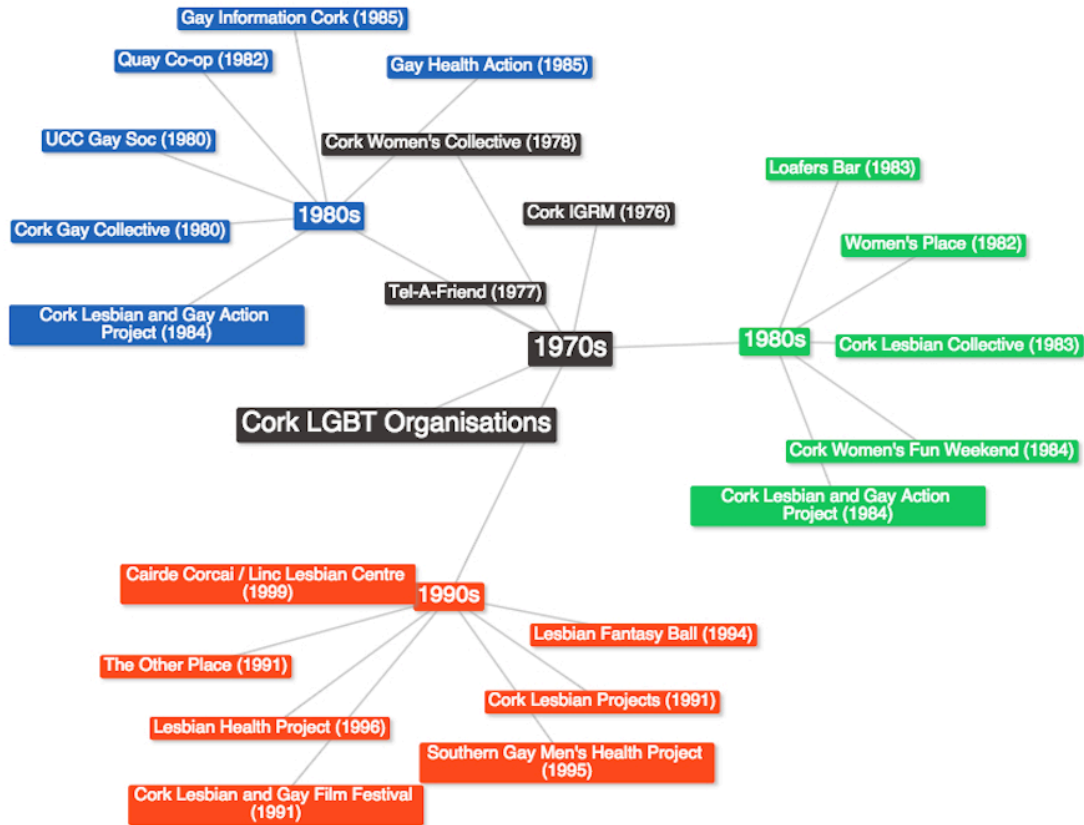 Gay Information Cork (1985)
Quay Co-op (1982)
Gay Health Action (1985)
UCC Gay Soc (1980)
Cork Women's Collective (1978)
1980s
Cork Gay Collective (1980)
Cork IGRM (1976)
Tel-A-Friend (1977)
Cork Lesbian and Gay Action
Project (1984)
1970s
Cork LGBT Organisations
Loafers Bar (1983)
Women's Place (1982)
1980s
Cork Lesbian Collective (1983)
Cork Women's Fun Weekend (1984)
Cork Lesbian and Gay Action
Project (1984)
Cairde Corcai / Linc Lesbian Centre
(1999)
1990s
Lesbian Fantasy Ball (1994)
The Other Place (1991)
Cork Lesbian Projects (1991)
Lesbian Health Project (1996)
Southern Gay Men's Health Project
(1995)
Cork Lesbian and Gay Film Festival
(1991)